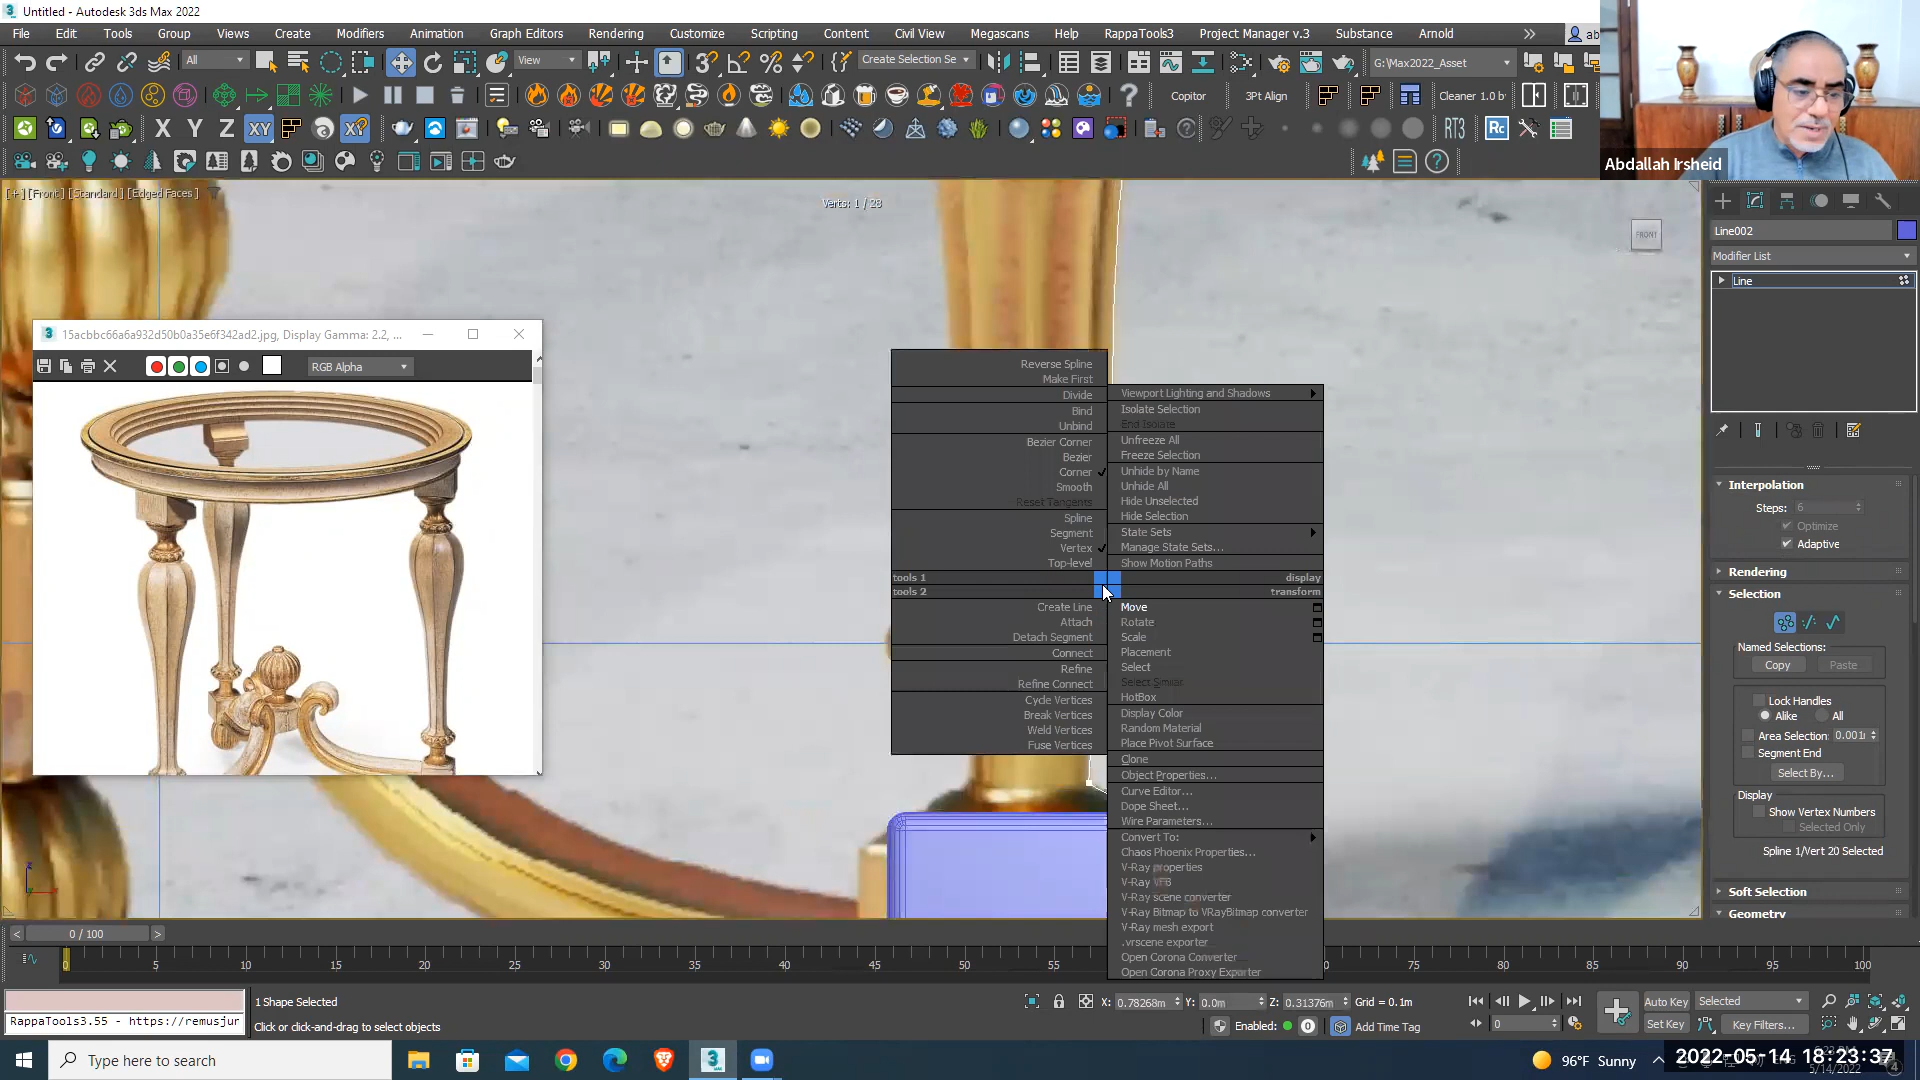 Untitled - Autodesk 3ds Max 2022
File Edit Tools Group Views Create Modifiers Animation Graph Editors Rendering Customize Scripting Content Civil View Megascans Help RappaTools3 Project Manager v.3 Substance Arnold
All View Create Selection Se G:\Max2022_Asset
Copitor 3Pt Align Cleaner 1.0 b
X Y Z XY RT3 Rc
Abdallah Irsheid
[+] [Front] [Standard] [Edged Faces]
Verts: 1 / 28
FRONT
Line002
Modifier List
Line
15acbbc66a6a932d50b0a35e6f342ad2.jpg, Display Gamma: 2.2, ...
RGB Alpha
Reverse Spline
Make First
Divide
Bind
Unbind
Bezier Corner
Bezier
Corner
Smooth
Reset Tangents
Spline
Segment
Vertex
Top-level
tools 1
tools 2
Create Line
Attach
Detach Segment
Connect
Refine
Refine Connect
Cycle Vertices
Break Vertices
Weld Vertices
Fuse Vertices
Viewport Lighting and Shadows
Isolate Selection
End Isolate
Unfreeze All
Freeze Selection
Unhide by Name
Unhide All
Hide Unselected
Hide Selection
State Sets
Manage State Sets...
Show Motion Paths
display
transform
Move
Rotate
Scale
Placement
Select
Select Similar
HotBox
Display Color
Random Material
Place Pivot Surface
Clone
Object Properties...
Curve Editor...
Dope Sheet...
Wire Parameters...
Convert To:
Chaos Phoenix Properties...
V-Ray properties
V-Ray VFB
V-Ray scene converter
V-Ray Bitmap to VRayBitmap converter
V-Ray mesh export
.vrscene exporter
Open Corona Converter
Open Corona Proxy Exporter
Interpolation
Steps: 6
Optimize
Adaptive
Rendering
Selection
Named Selections:
Copy Paste
Lock Handles
Alike All
Area Selection: 0.001
Segment End
Select By...
Display
Show Vertex Numbers
Selected Only
Spline 1/Vert 20 Selected
Soft Selection
Geometry
0 / 100
0 5 10 15 20 25 30 35 40 45 50 55 70 75 80 85 90 95 100
1 Shape Selected
X: 0.78268m Y: 0.0m Z: 0.31376m Grid = 0.1m
Auto Key Selected
RappaTools3.55 - https://remusjur
Click or click-and-drag to select objects
Enabled: 0 Add Time Tag
0 Set Key Key Filters...
Type here to search
96°F Sunny
2022-05-14 18:23:37
5/14/2022